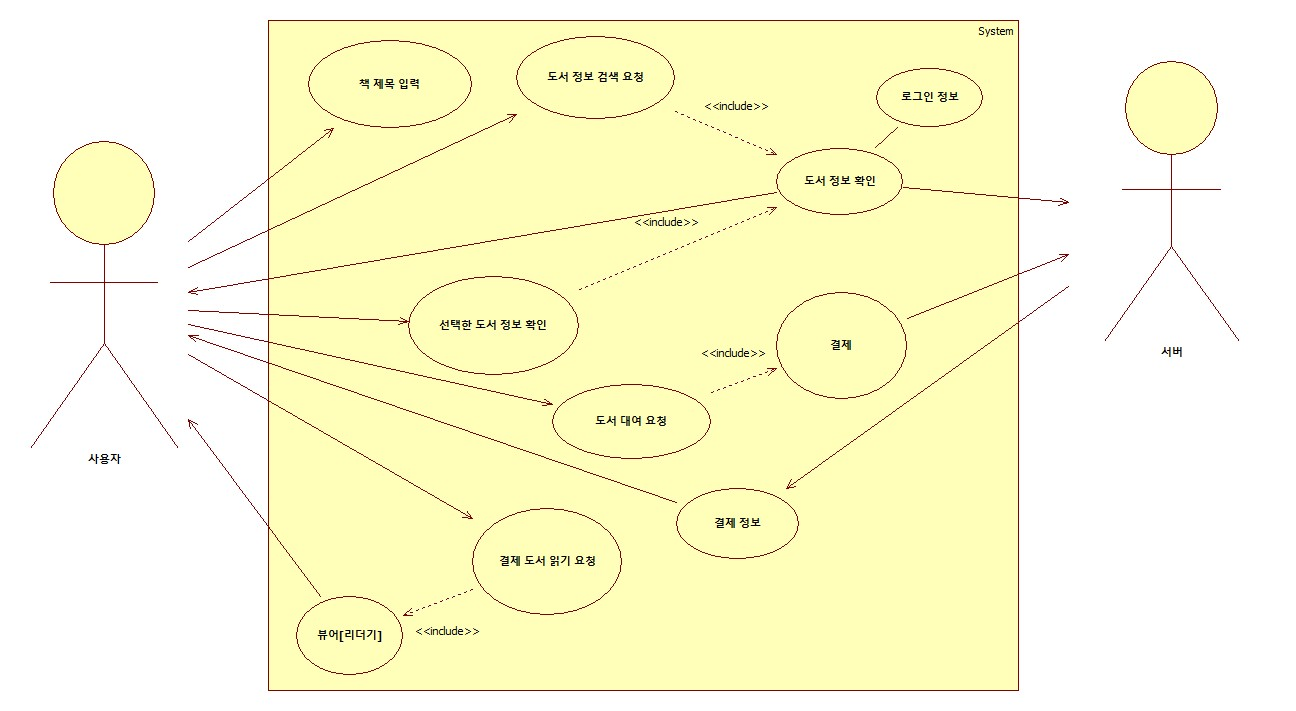 System
책 제목 입력
도서 정보 검색 요청
로그인 정보
<<include>>
도서 정보 확인
<<include>>
선택한 도서 정보 확인
결제
<<include>>
서버
도서 대여 요청
사용자
결제 정보
결제 도서 읽기 요청
뷰어[리더기]
<<include>>